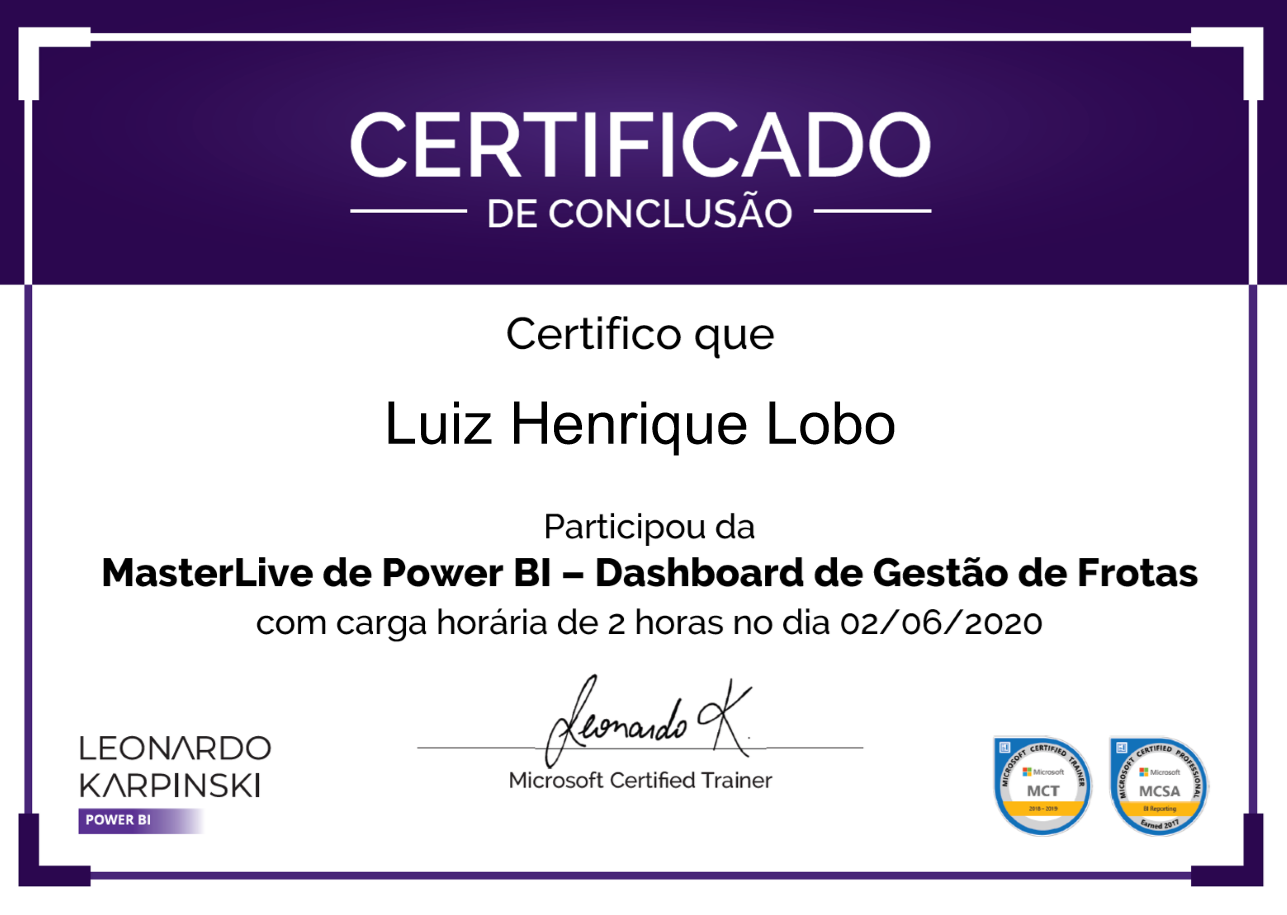 CERTIFICADO
DE CONCLUSÃO
Certifico que
Luiz Henrique Lobo
Participou da
MasterLive de Power BI – Dashboard de Gestão de Frotas
com carga horária de 2 horas no dia 02/06/2020
Leonardo K.
Microsoft Certified Trainer
LEONARDO
KARPINSKI
POWER BI
MICROSOFT CERTIFIED TRAINER
Microsoft
MCT
2018 - 2019
MICROSOFT CERTIFIED PROFESSIONAL
Microsoft
MCSA
BI Reporting
Earned 2017